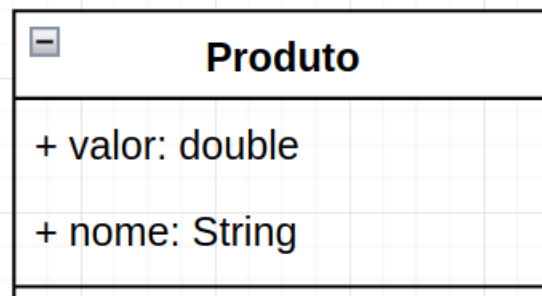 Produto
+ valor: double
+ nome: String